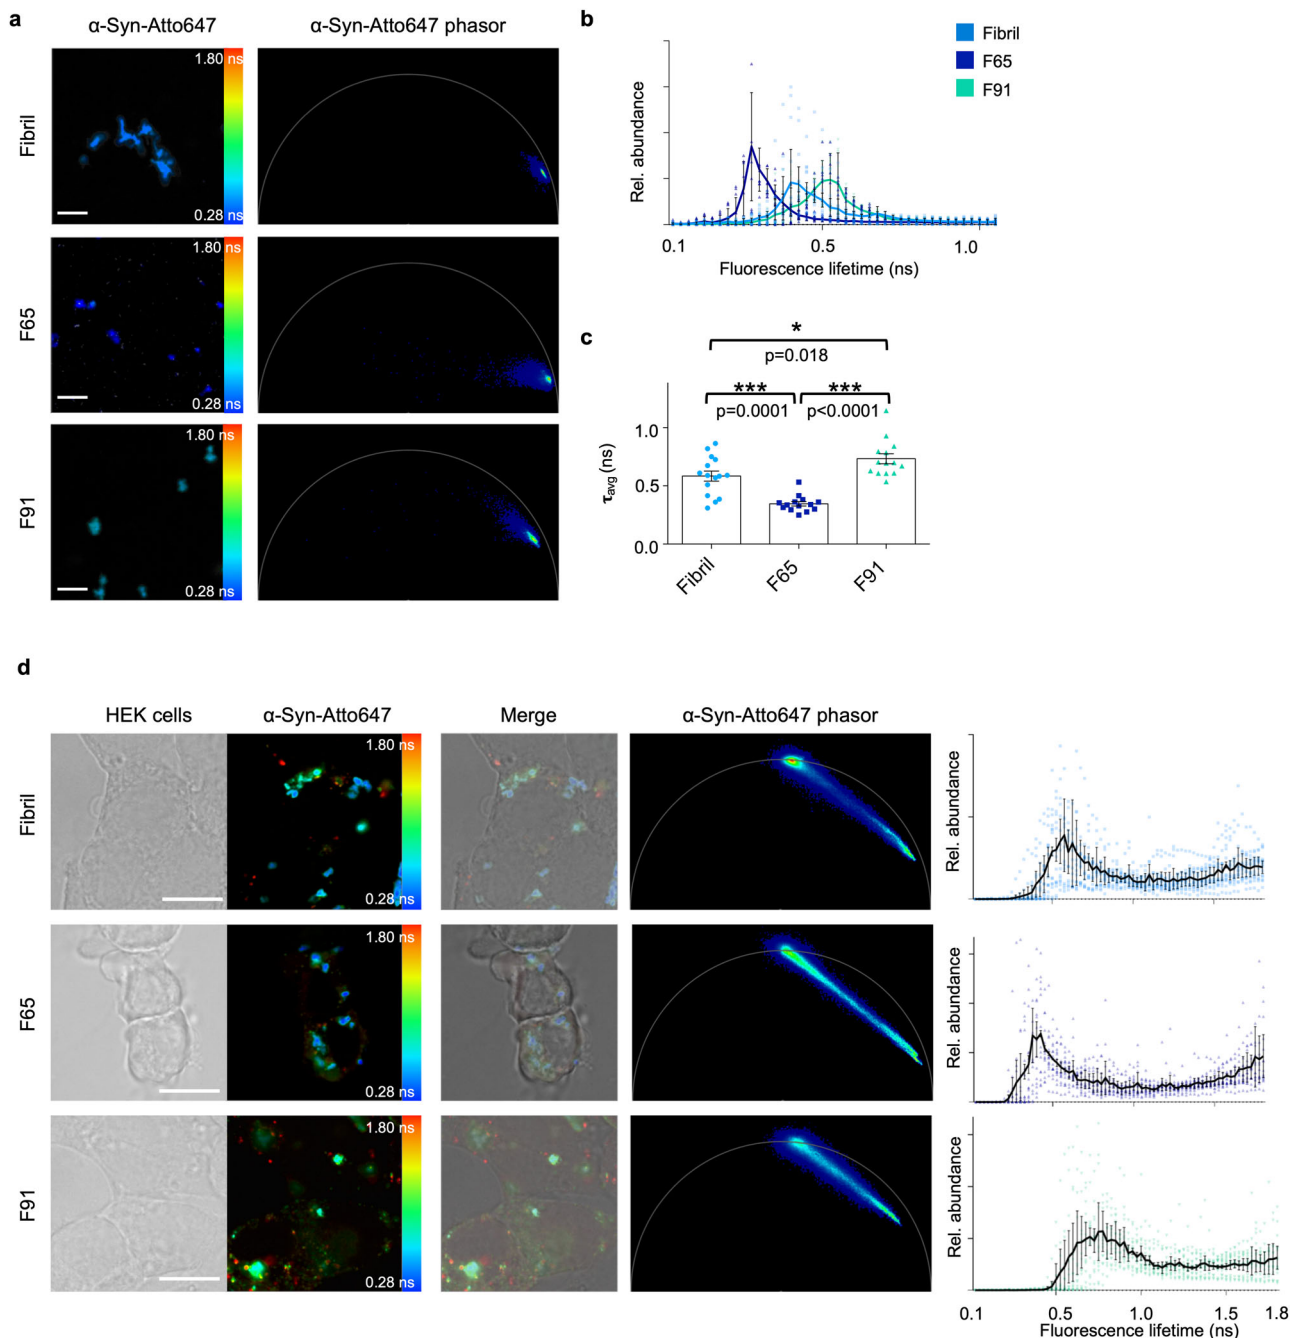 a
α-Syn-Atto647
α-Syn-Atto647 phasor
Fibril
1.80 ns
0.28 ns
F65
1.80 ns
0.28 ns
F91
1.80 ns
0.28 ns
b
Fibril
F65
F91
Rel. abundance
0.1
0.5
1.0
Fluorescence lifetime (ns)
c
*
p=0.018
***
***
p=0.0001
p<0.0001
τavg (ns)
1.0
0.5
0.0
Fibril
F65
F91
d
HEK cells
α-Syn-Atto647
Merge
α-Syn-Atto647 phasor
Fibril
1.80 ns
0.28 ns
Rel. abundance
F65
1.80 ns
0.28 ns
Rel. abundance
F91
1.80 ns
0.28 ns
Rel. abundance
0.1
0.5
1.0
1.5
1.8
Fluorescence lifetime (ns)